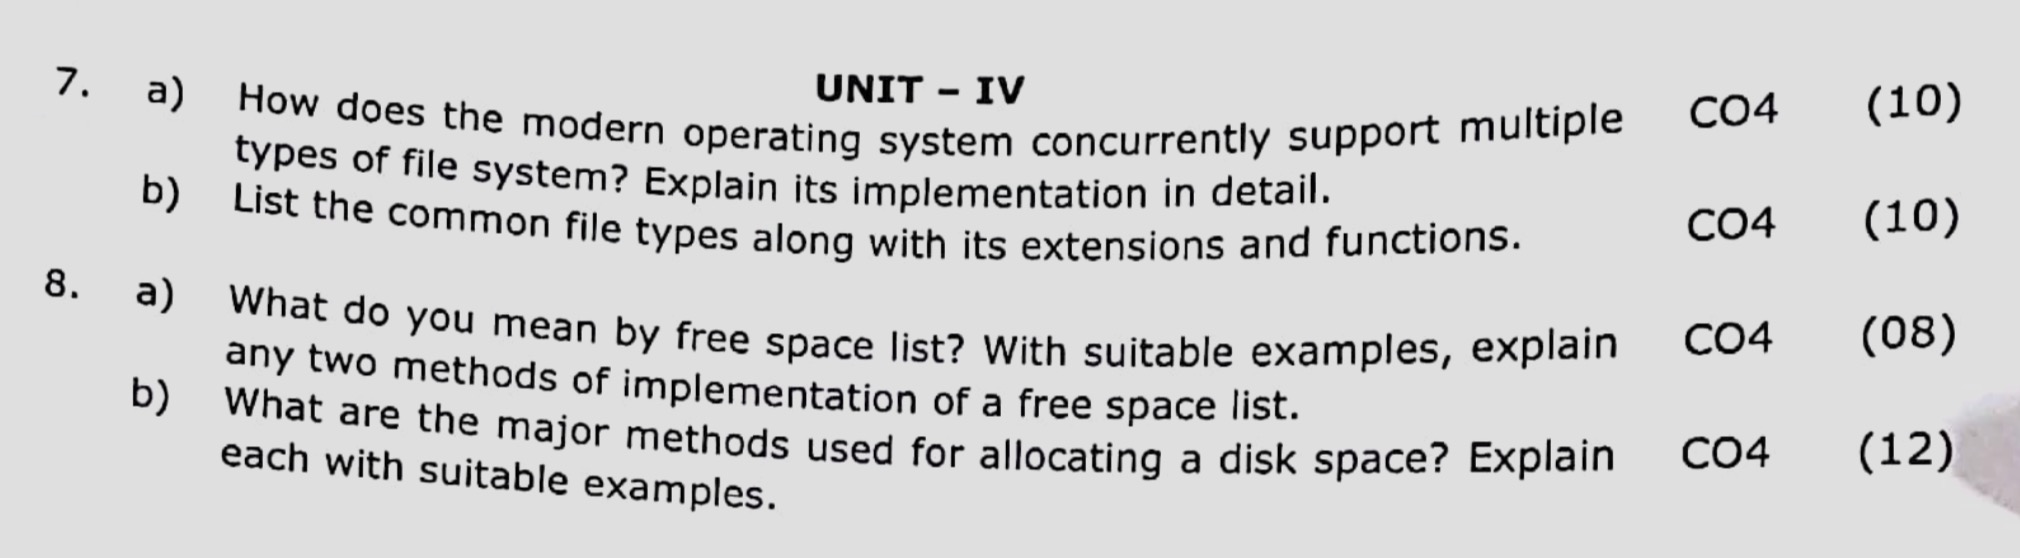 UNIT – IV
7. a) How does the modern operating system concurrently support multiple CO4 (10)
types of file system? Explain its implementation in detail.
b) List the common file types along with its extensions and functions. CO4 (10)
8. a) What do you mean by free space list? With suitable examples, explain CO4 (08)
any two methods of implementation of a free space list.
b) What are the major methods used for allocating a disk space? Explain CO4 (12)
each with suitable examples.